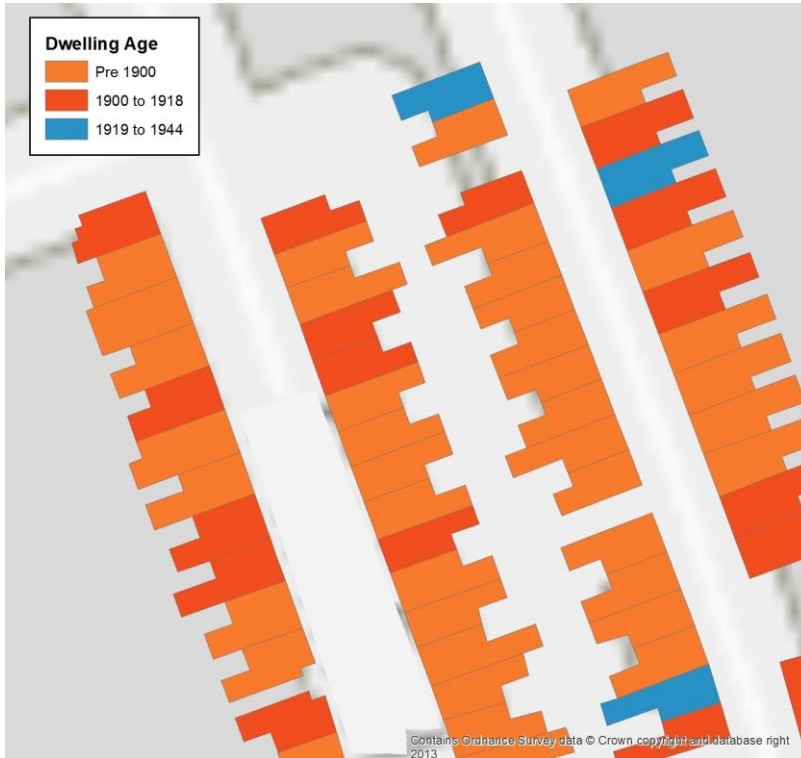 Dwelling Age
Pre 1900
1900 to 1918
1919 to 1944
Contains Ordnance Survey data © Crown copyright and database right
2013